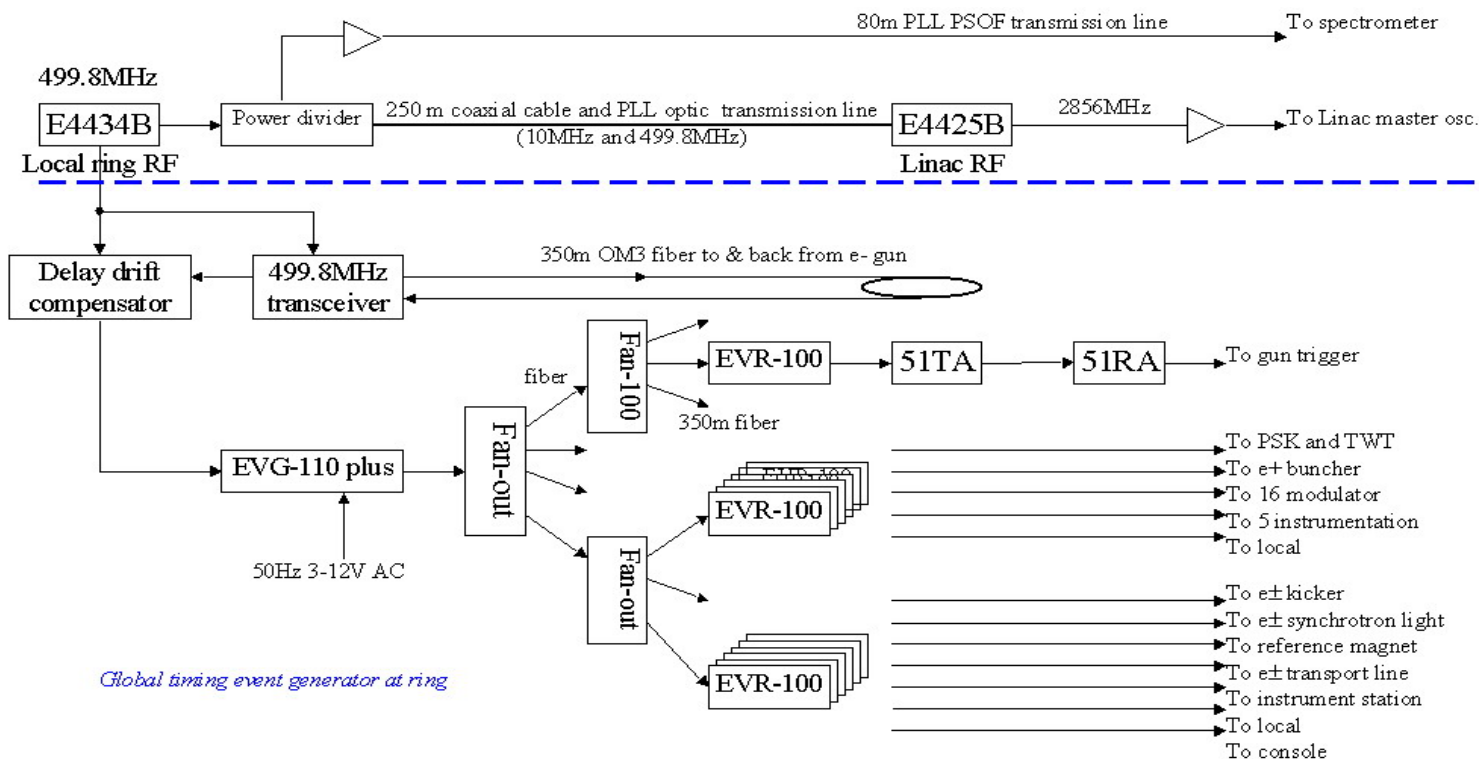 80m PLL PSOF transmission line
To spectrometer
499.8MHz
E4434B
Power divider
250 m coaxial cable and PLL optic transmission line
(10MHz and 499.8MHz)
E4425B
2856MHz
To Linac master osc.
Local ring RF
Linac RF
Delay drift
compensator
499.8MHz
transceiver
350m OM3 fiber to & back from e- gun
fiber
Fan-100
EVR-100
51TA
51RA
To gun trigger
350m fiber
Fan-out
EVG-110 plus
50Hz 3-12V AC
EVR-100
To PSK and TWT
To e+ buncher
To 16 modulator
To 5 instrumentation
To local
Fan-out
EVR-100
To e± kicker
To e± synchrotron light
To reference magnet
To e± transport line
To instrument station
To local
To console
Global timing event generator at ring